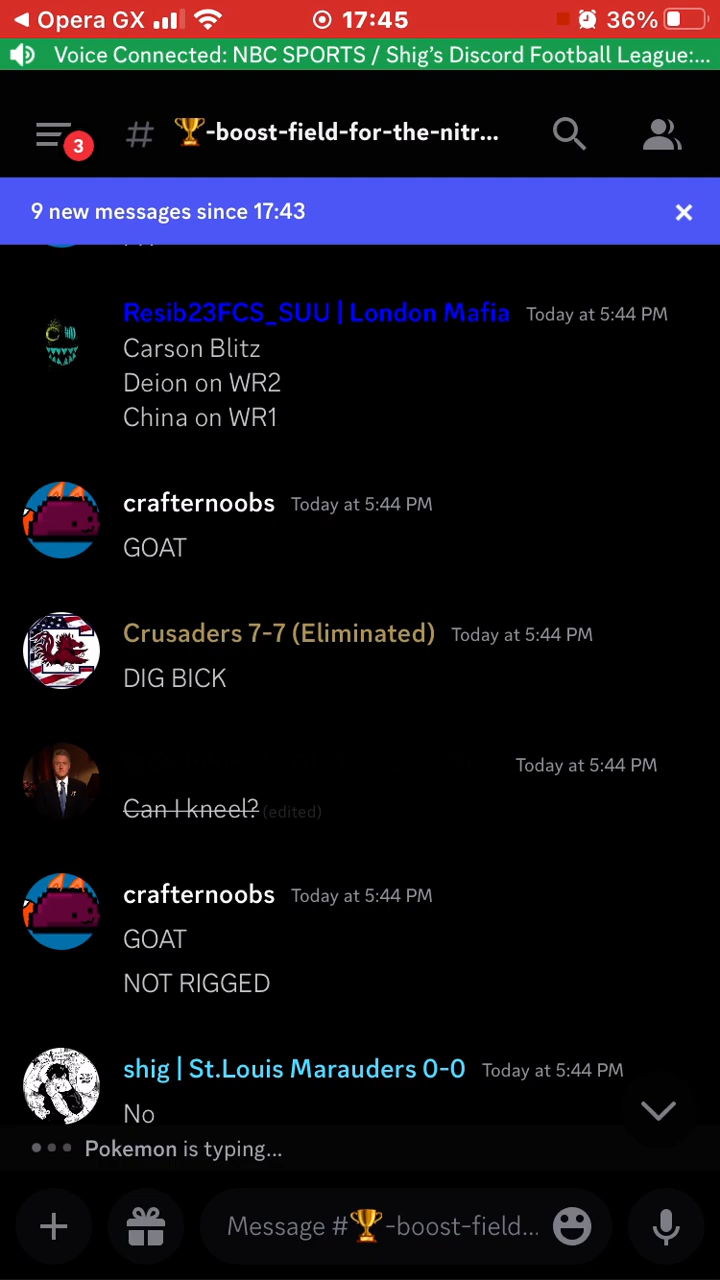 ◀ Opera GX 17:45 36%
Voice Connected: NBC SPORTS / Shig's Discord Football League:...
3 # 🏆-boost-field-for-the-nitr...
9 new messages since 17:43 ×
Resib23FCS_SUU | London Mafia Today at 5:44 PM
Carson Blitz
Deion on WR2
China on WR1
crafternoobs Today at 5:44 PM
GOAT
Crusaders 7-7 (Eliminated) Today at 5:44 PM
DIG BICK
Today at 5:44 PM
Can I kneel? (edited)
crafternoobs Today at 5:44 PM
GOAT
NOT RIGGED
shig | St.Louis Marauders 0-0 Today at 5:44 PM
No
Pokemon is typing...
Message #🏆-boost-field...